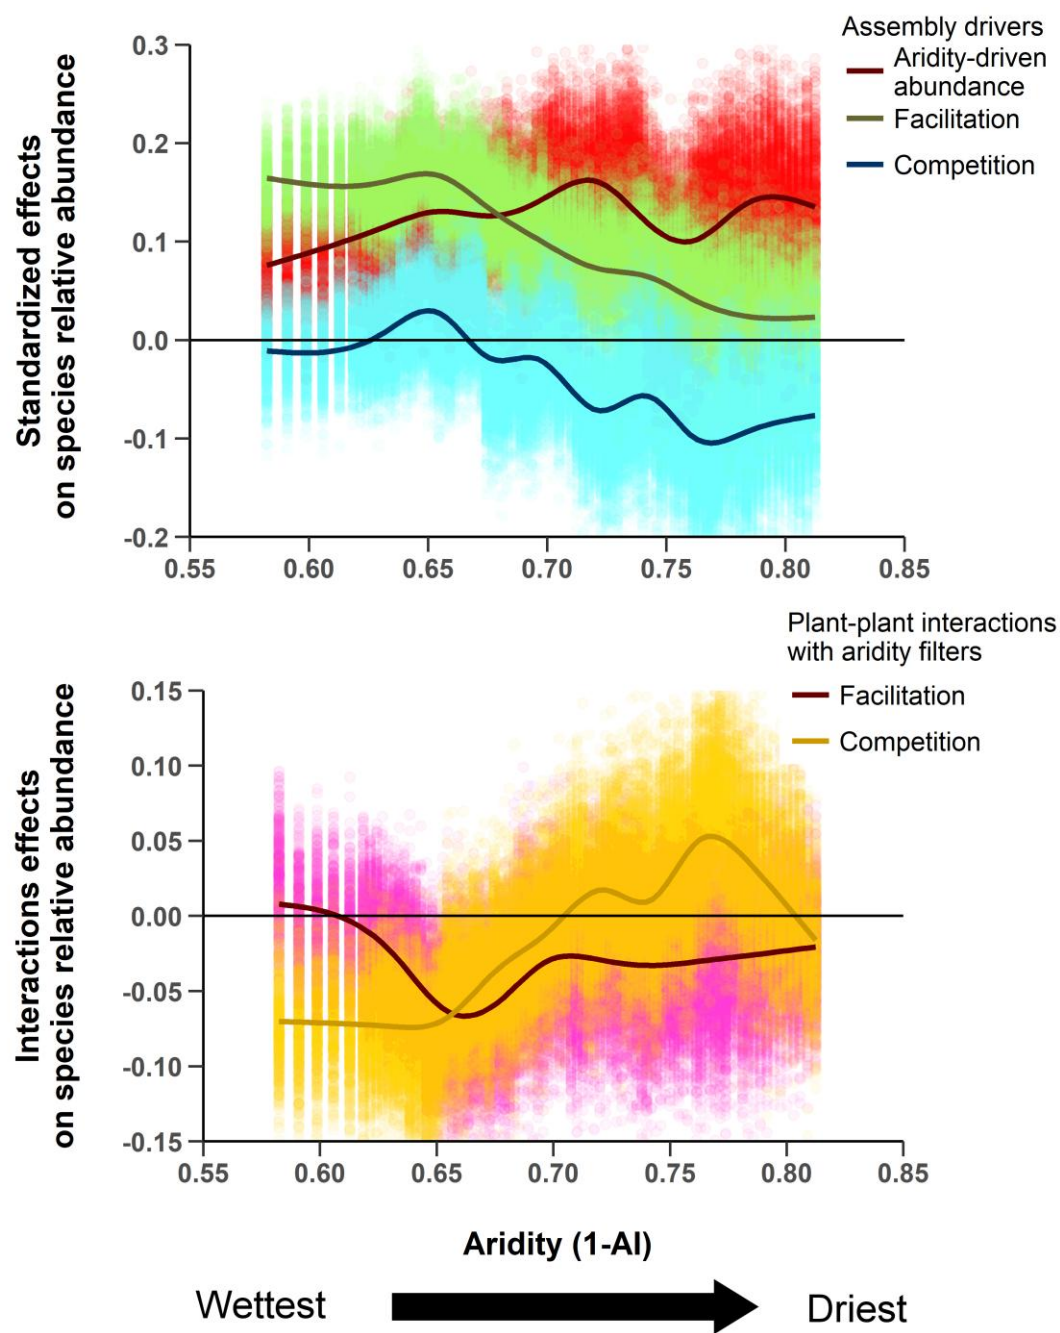 Assembly drivers
Aridity-driven
abundance
Facilitation
Competition
Standardized effects
on species relative abundance
0.3
0.2
0.1
0.0
-0.1
-0.2
0.55 0.60 0.65 0.70 0.75 0.80 0.85
Plant-plant interactions
with aridity filters
Facilitation
Competition
Interactions effects
on species relative abundance
0.15
0.10
0.05
0.00
-0.05
-0.10
-0.15
0.55 0.60 0.65 0.70 0.75 0.80 0.85
Aridity (1-AI)
Wettest Driest